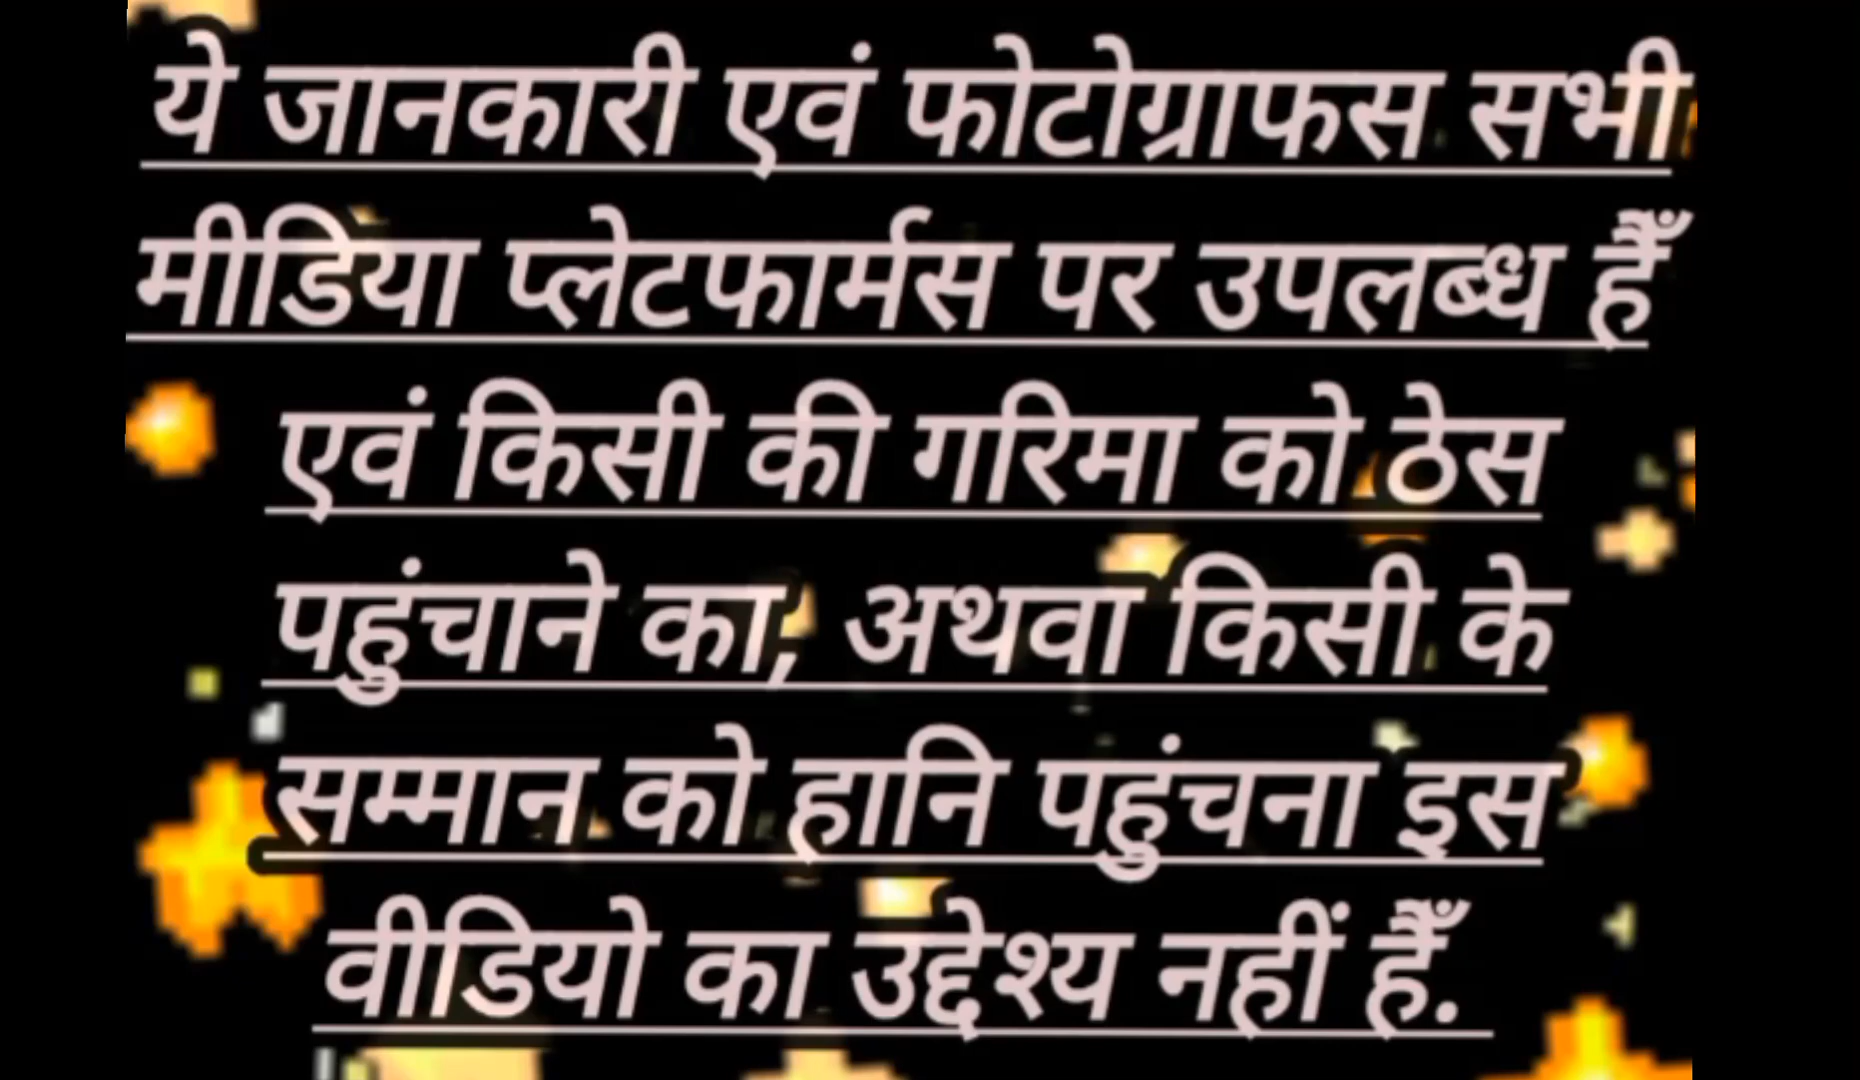 ये जानकारी एवं फोटोग्राफस सभी
मीडिया प्लेटफार्मस पर उपलब्ध हैँ
एवं किसी की गरिमा को ठेस
पहुंचाने का, अथवा किसी के
सम्मान को हानि पहुंचना इस
वीडियो का उद्देश्य नहीं हैँ.